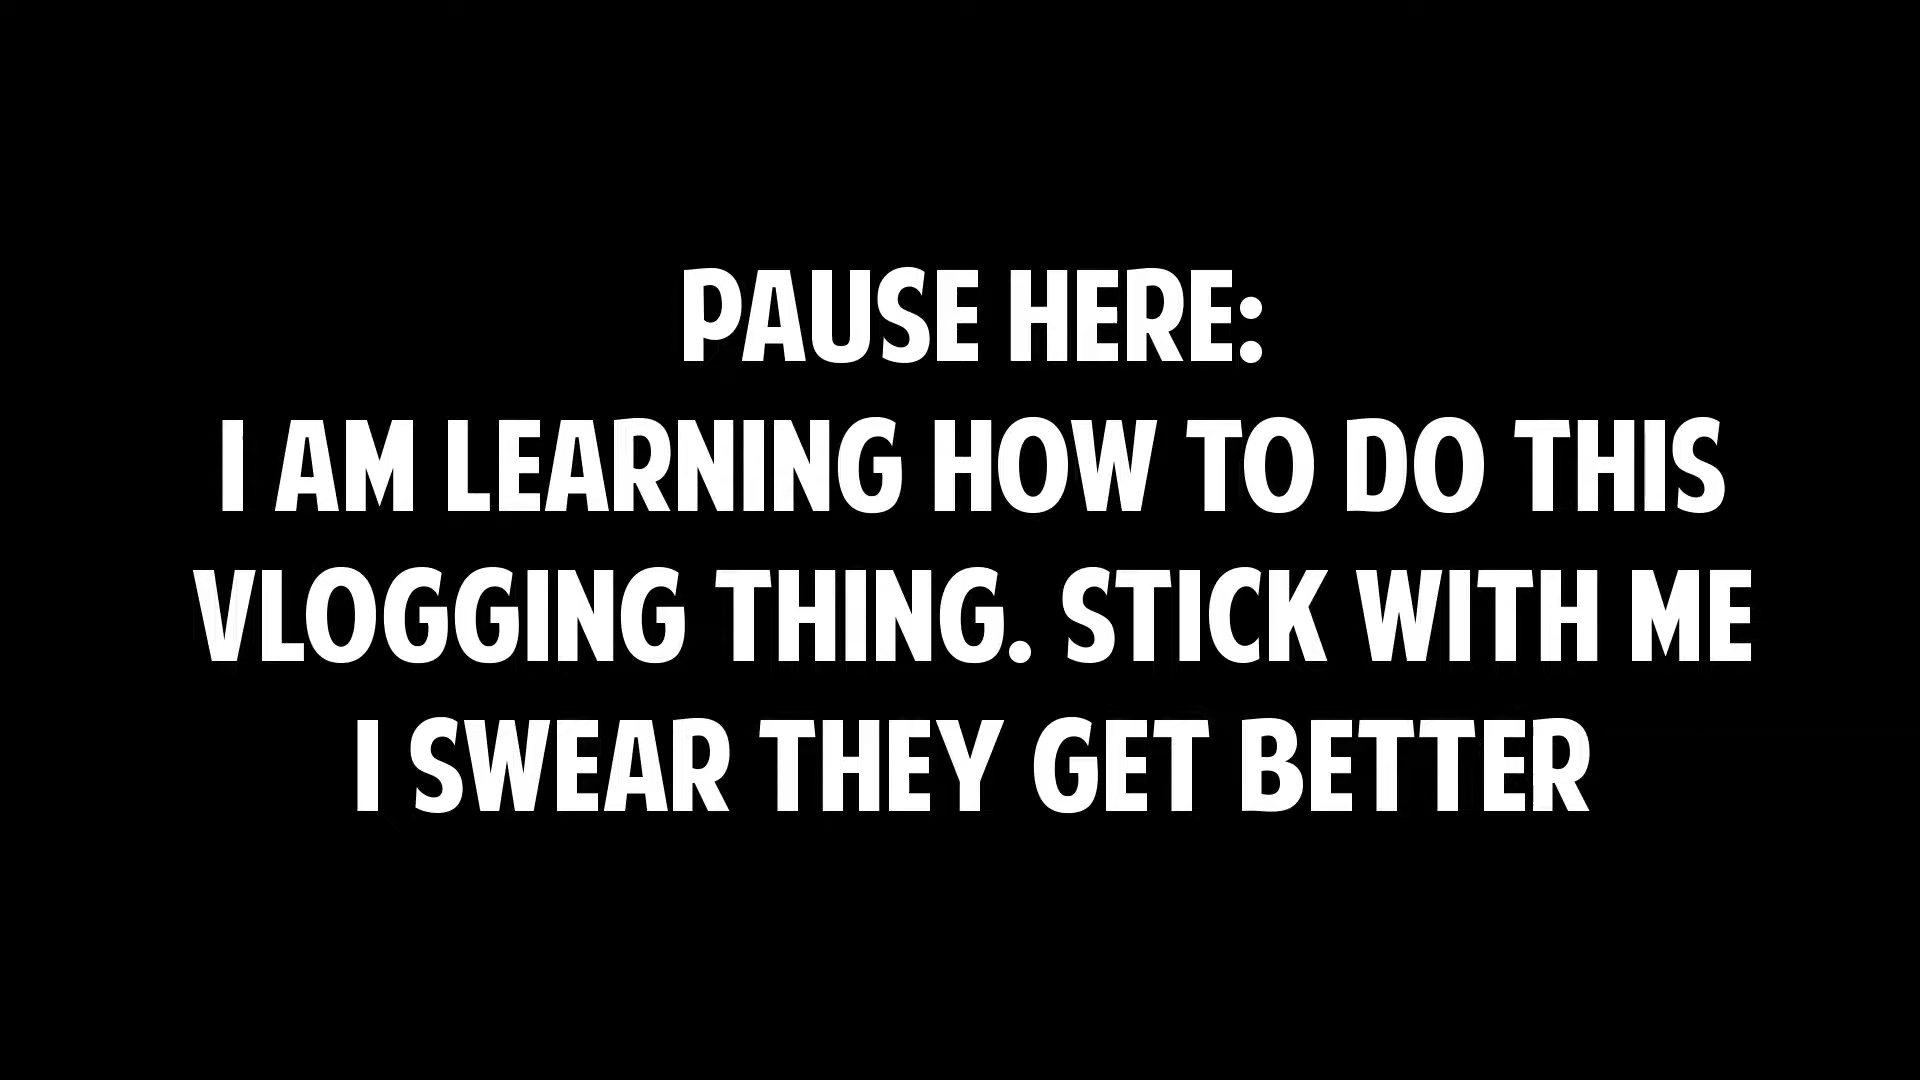 PAUSE HERE:
I AM LEARNING HOW TO DO THIS
VLOGGING THING. STICK WITH ME
I SWEAR THEY GET BETTER